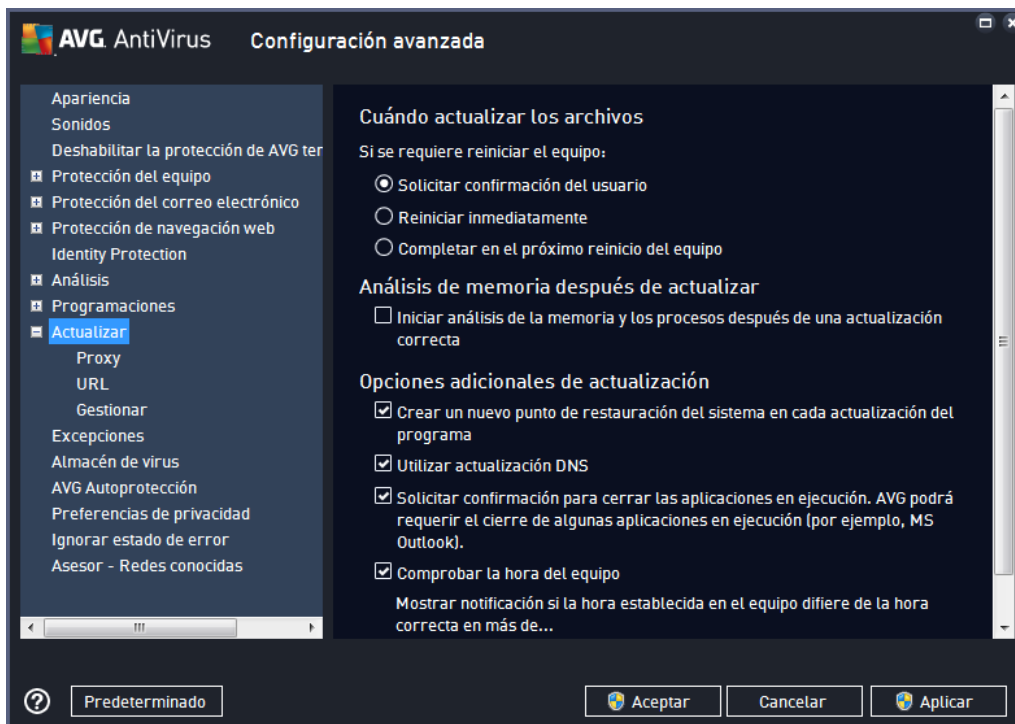 AVG AntiVirus Configuración avanzada
Apariencia
Sonidos
Deshabilitar la protección de AVG ter
Protección del equipo
Protección del correo electrónico
Protección de navegación web
Identity Protection
Análisis
Programaciones
Actualizar
Proxy
URL
Gestionar
Excepciones
Almacén de virus
AVG Autoprotección
Preferencias de privacidad
Ignorar estado de error
Asesor - Redes conocidas
Cuándo actualizar los archivos
Si se requiere reiniciar el equipo:
Solicitar confirmación del usuario
Reiniciar inmediatamente
Completar en el próximo reinicio del equipo
Análisis de memoria después de actualizar
Iniciar análisis de la memoria y los procesos después de una actualización
correcta
Opciones adicionales de actualización
Crear un nuevo punto de restauración del sistema en cada actualización del
programa
Utilizar actualización DNS
Solicitar confirmación para cerrar las aplicaciones en ejecución. AVG podrá
requerir el cierre de algunas aplicaciones en ejecución (por ejemplo, MS
Outlook).
Comprobar la hora del equipo
Mostrar notificación si la hora establecida en el equipo difiere de la hora
correcta en más de...
Predeterminado
Aceptar
Cancelar
Aplicar